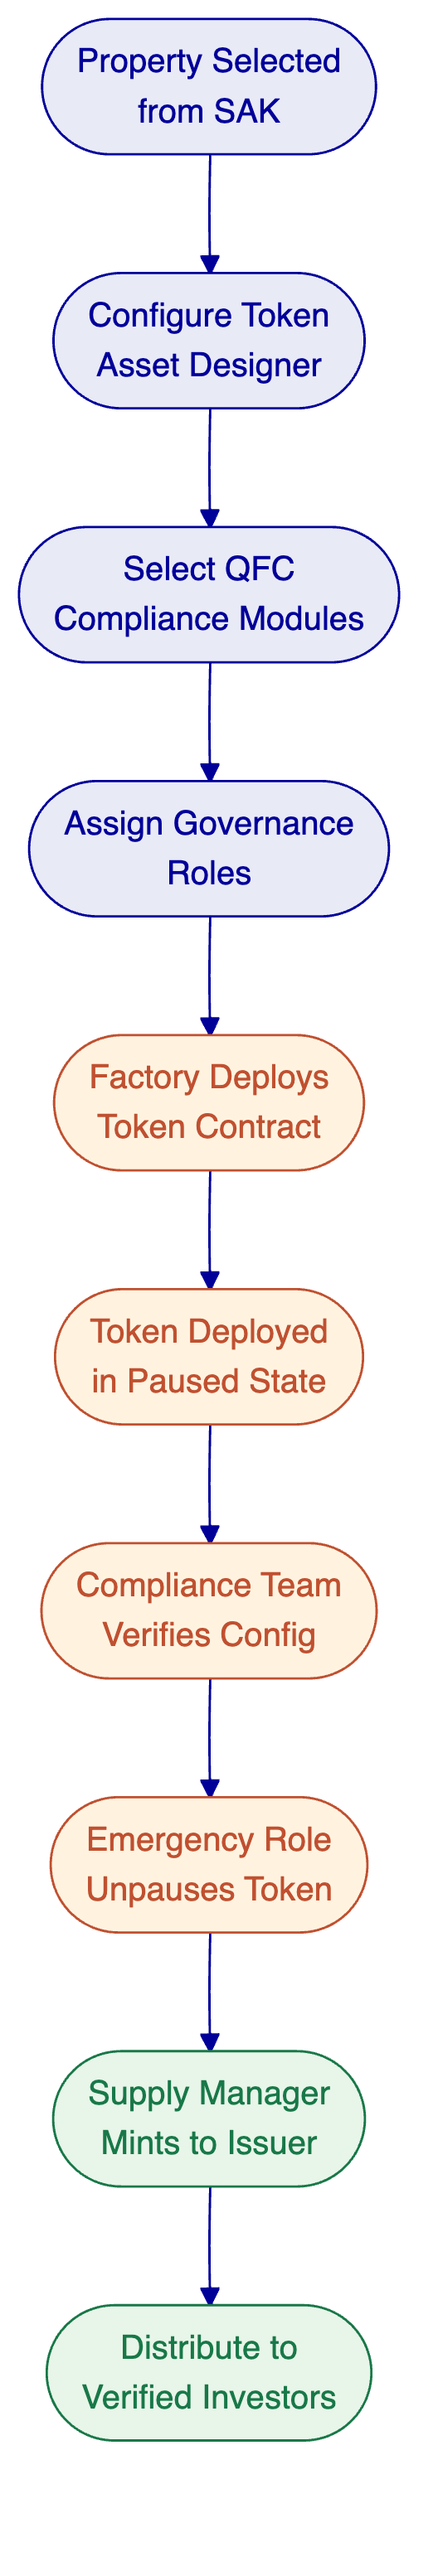 Property Selected
from SAK
Configure Token
Asset Designer
Select QFC
Compliance Modules
Assign Governance
Roles
Factory Deploys
Token Contract
Token Deployed
in Paused State
Compliance Team
Verifies Config
Emergency Role
Unpauses Token
Supply Manager
Mints to Issuer
Distribute to
Verified Investors